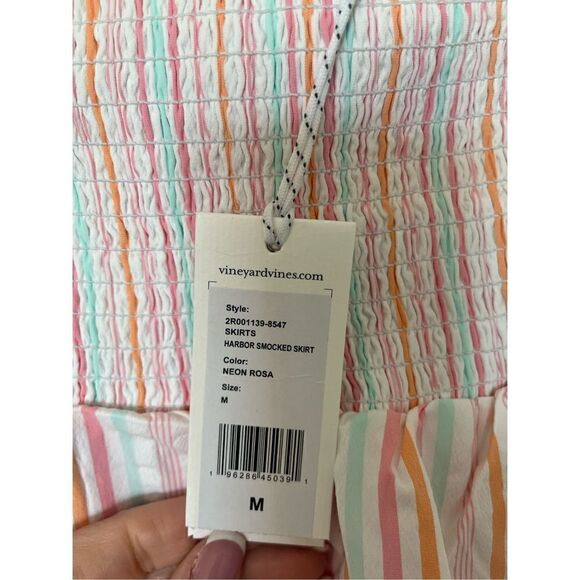 vineyardvines.com
Style:
2R001139-8547
SKIRTS
HARBOR SMOCKED SKIRT
Color:
NEON ROSA
Size:
M
1 96286 45039 1
M